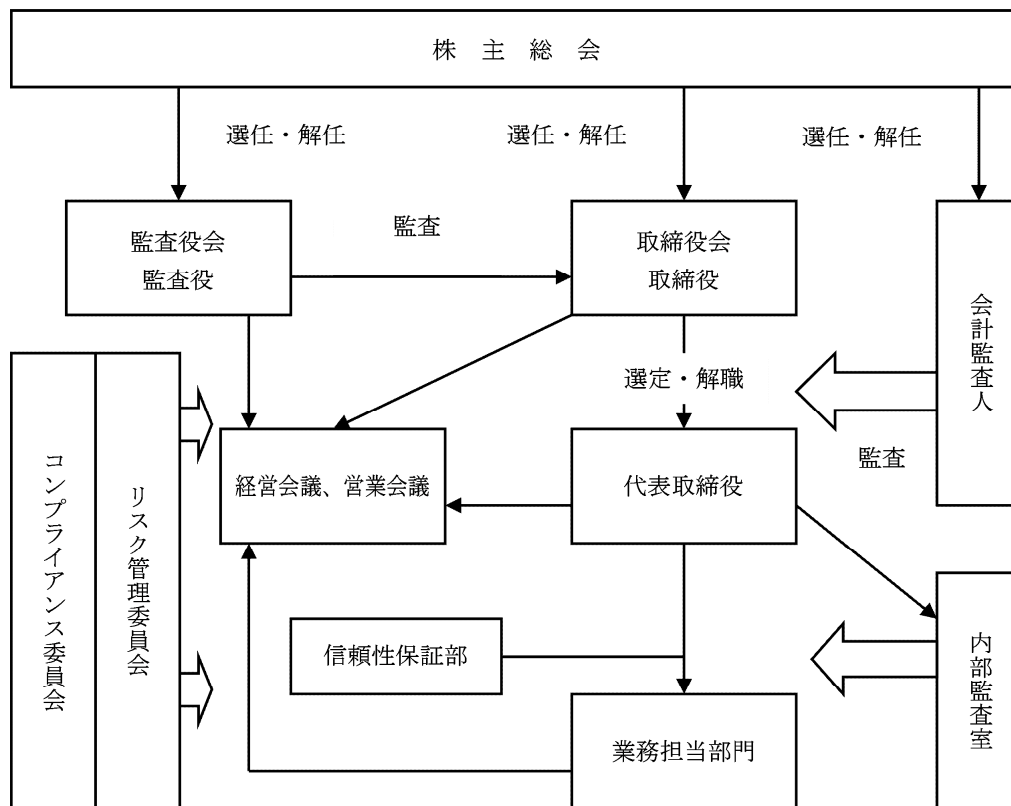 株主総会
選任・解任
選任・解任
選任・解任
監査役会
監査役
監査
取締役会
取締役
会計監査人
選定・解職
監査
コンプライアンス委員会
リスク管理委員会
経営会議、営業会議
代表取締役
信頼性保証部
内部監査室
業務担当部門